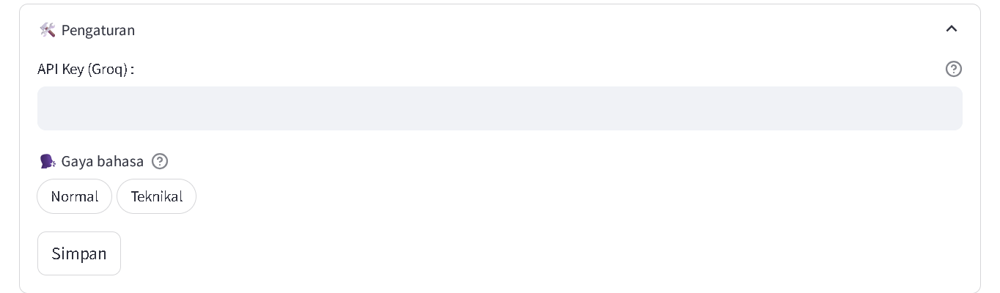 🛠️ Pengaturan
API Key (Groq) :
🗣️ Gaya bahasa
Normal Teknikal
Simpan